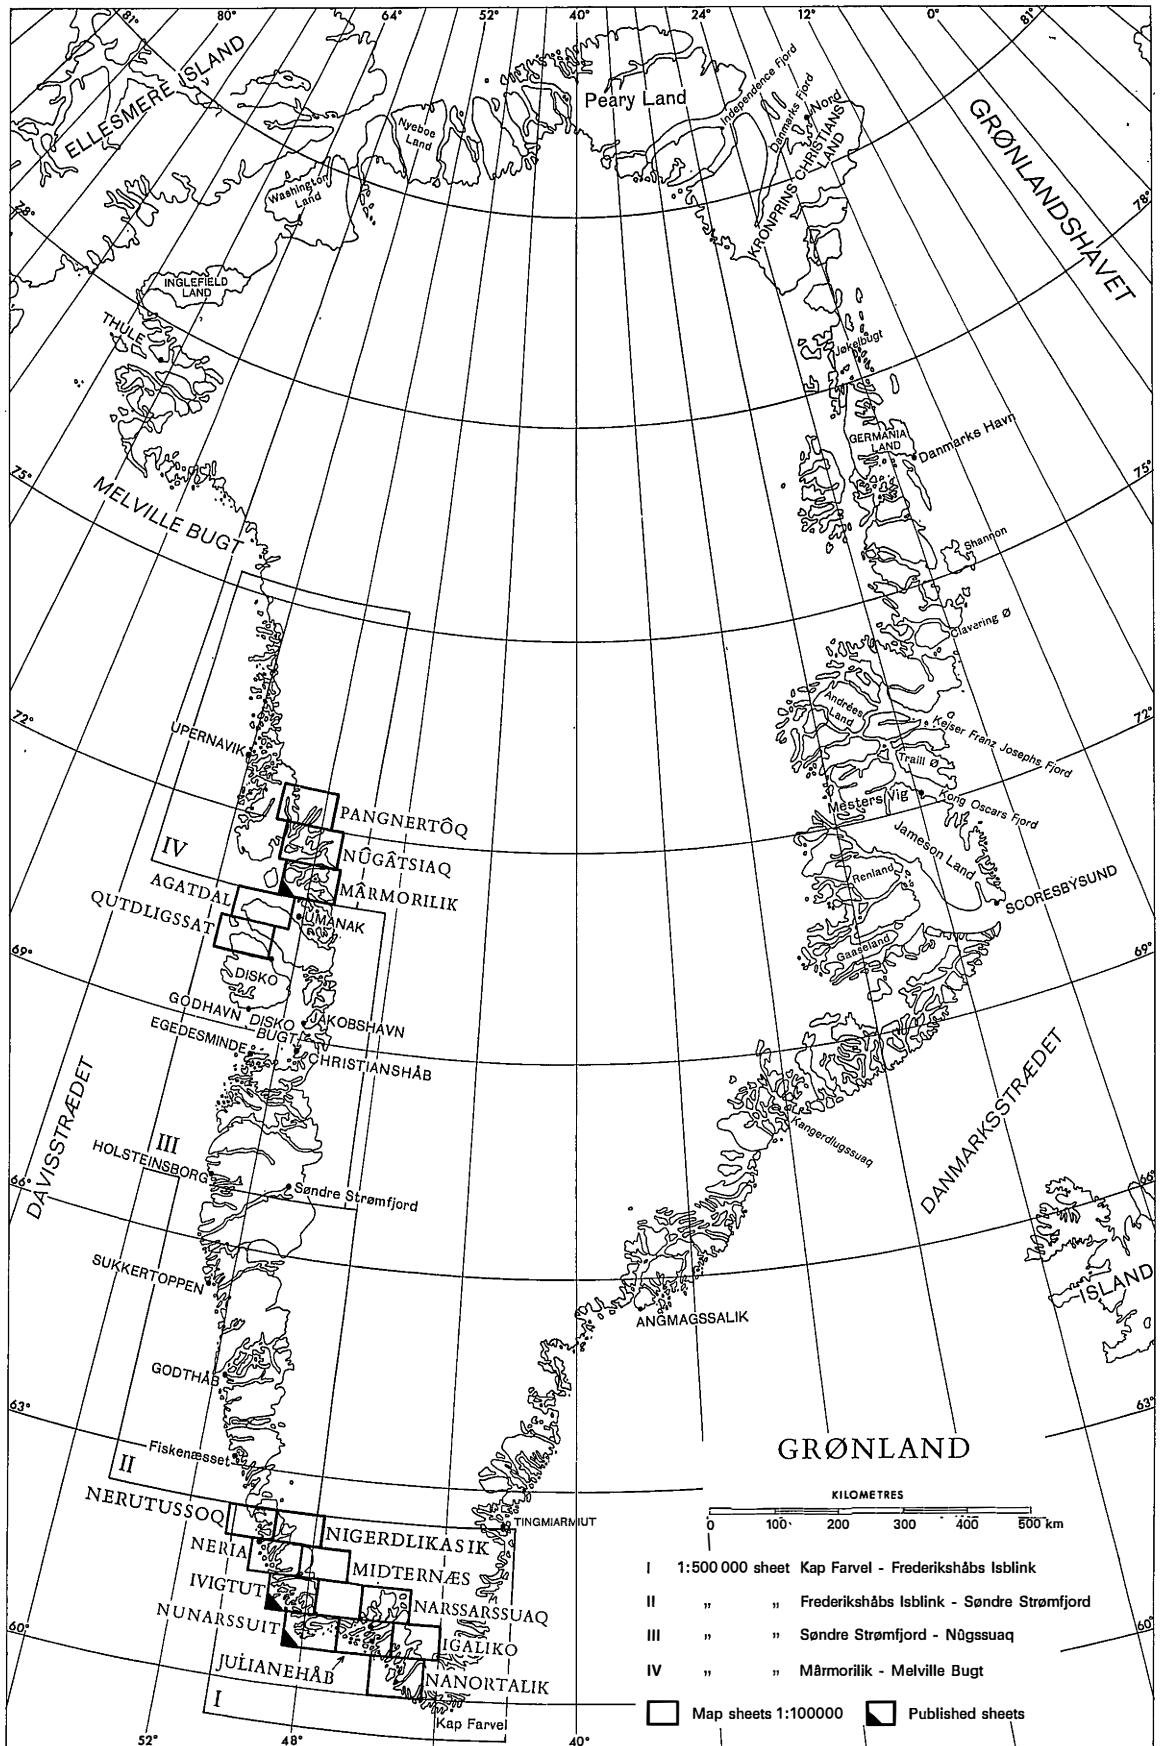 81°
80°
64°
52°
40°
24°
12°
0°
81°
ELLESMERE ISLAND
Nyeboe
Land
Washington
Land
Peary Land
Independence Fjord
Danmarks Fjord
Nord
KRONPRINS CHRISTIANS
LAND
GRØNLANDSHAVET
78°
78°
INGLEFIELD
LAND
THULE
Jøkelbugt
GERMANIA
LAND
Danmarks Havn
75°
75°
MELVILLE BUGT
Shannon
Clavering Ø
72°
72°
UPERNAVIK
Andrées
Land
Kejser Franz Josephs Fjord
Traill Ø
Mesters Vig
Kong Oscars Fjord
Jameson Land
Renland
SCORESBYSUND
Gaaseland
PANGNERTÔQ
NÛGÂTSIAQ
MÂRMORILIK
IV
AGATDAL
QUTDLIGSSAT
UMANAK
69°
69°
DISKO
GODHAVN
DISKO
BUGT
JAKOBSHAVN
EGEDESMINDE
CHRISTIANSHÅB
DAVISSTRÆDET
DANMARKSSTRÆDET
Kangerdlugssuaq
III
HOLSTEINSBORG
66°
66°
Søndre Strømfjord
SUKKERTOPPEN
ISLAND
ANGMAGSSALIK
GODTHÅB
63°
63°
Fiskenæsset
II
NERUTUSSOQ
NIGERDLIKASIK
TINGMIARMIUT
NERIA
MIDTERNÆS
IVIGTUT
NARSSARSSUAQ
NUNARSSUIT
IGALIKO
JULIANEHÅB
NANORTALIK
60°
60°
I
Kap Farvel
52°
48°
40°
GRØNLAND
KILOMETRES
0 100 200 300 400 500 km
I 1:500 000 sheet Kap Farvel - Frederikshåbs Isblink
II " " Frederikshåbs Isblink - Søndre Strømfjord
III " " Søndre Strømfjord - Nûgssuaq
IV " " Mârmorilik - Melville Bugt
Map sheets 1:100000 Published sheets